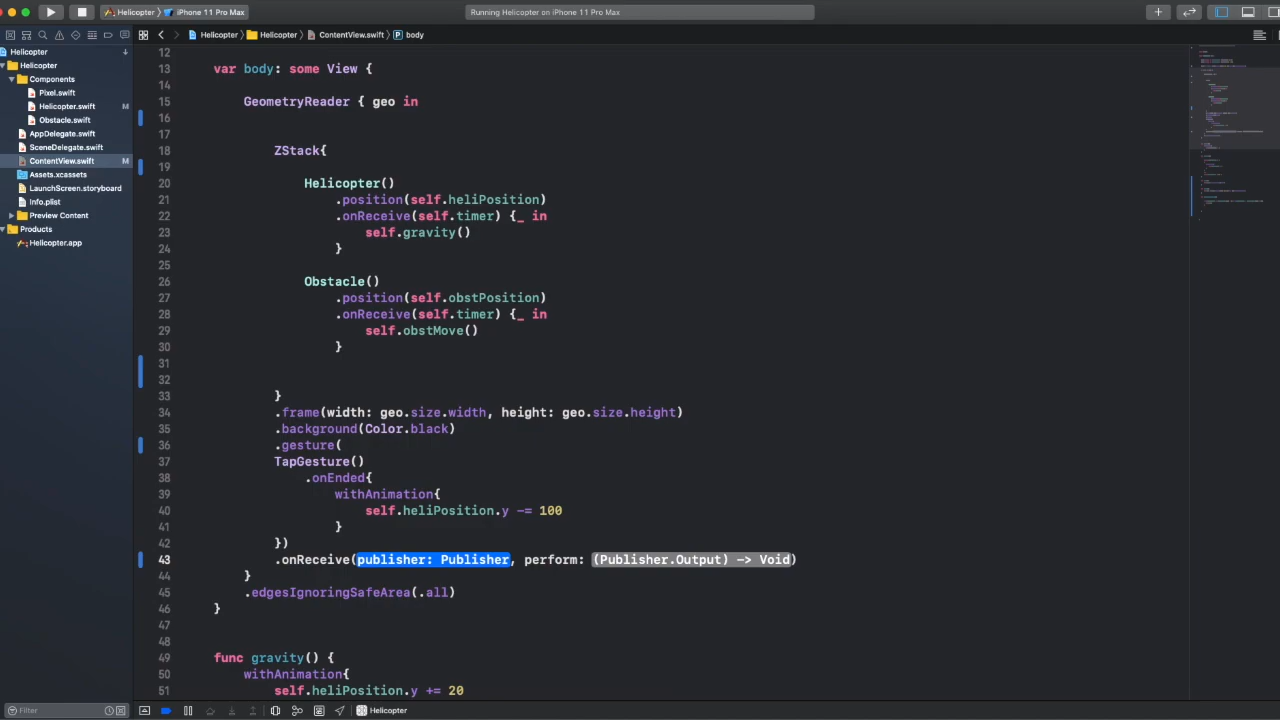 Helicopter
iPhone 11 Pro Max
Running Helicopter on iPhone 11 Pro Max
Helicopter
Helicopter
Components
Pixel.swift
Helicopter.swift M
Obstacle.swift
AppDelegate.swift
SceneDelegate.swift
ContentView.swift M
Assets.xcassets
LaunchScreen.storyboard
Info.plist
Preview Content
Products
Helicopter.app
Filter
Helicopter Helicopter ContentView.swift P body
12
13 var body: some View {
14
15 GeometryReader { geo in
16
17
18 ZStack{
19
20 Helicopter()
21 .position(self.heliPosition)
22 .onReceive(self.timer) {_ in
23 self.gravity()
24 }
25
26 Obstacle()
27 .position(self.obstPosition)
28 .onReceive(self.timer) {_ in
29 self.obstMove()
30 }
31
32
33 }
34 .frame(width: geo.size.width, height: geo.size.height)
35 .background(Color.black)
36 .gesture(
37 TapGesture()
38 .onEnded{
39 withAnimation{
40 self.heliPosition.y -= 100
41 }
42 })
43 .onReceive(publisher: Publisher, perform: (Publisher.Output) -> Void)
44 }
45 .edgesIgnoringSafeArea(.all)
46 }
47
48
49 func gravity() {
50 withAnimation{
51 self.heliPosition.y += 20
Helicopter